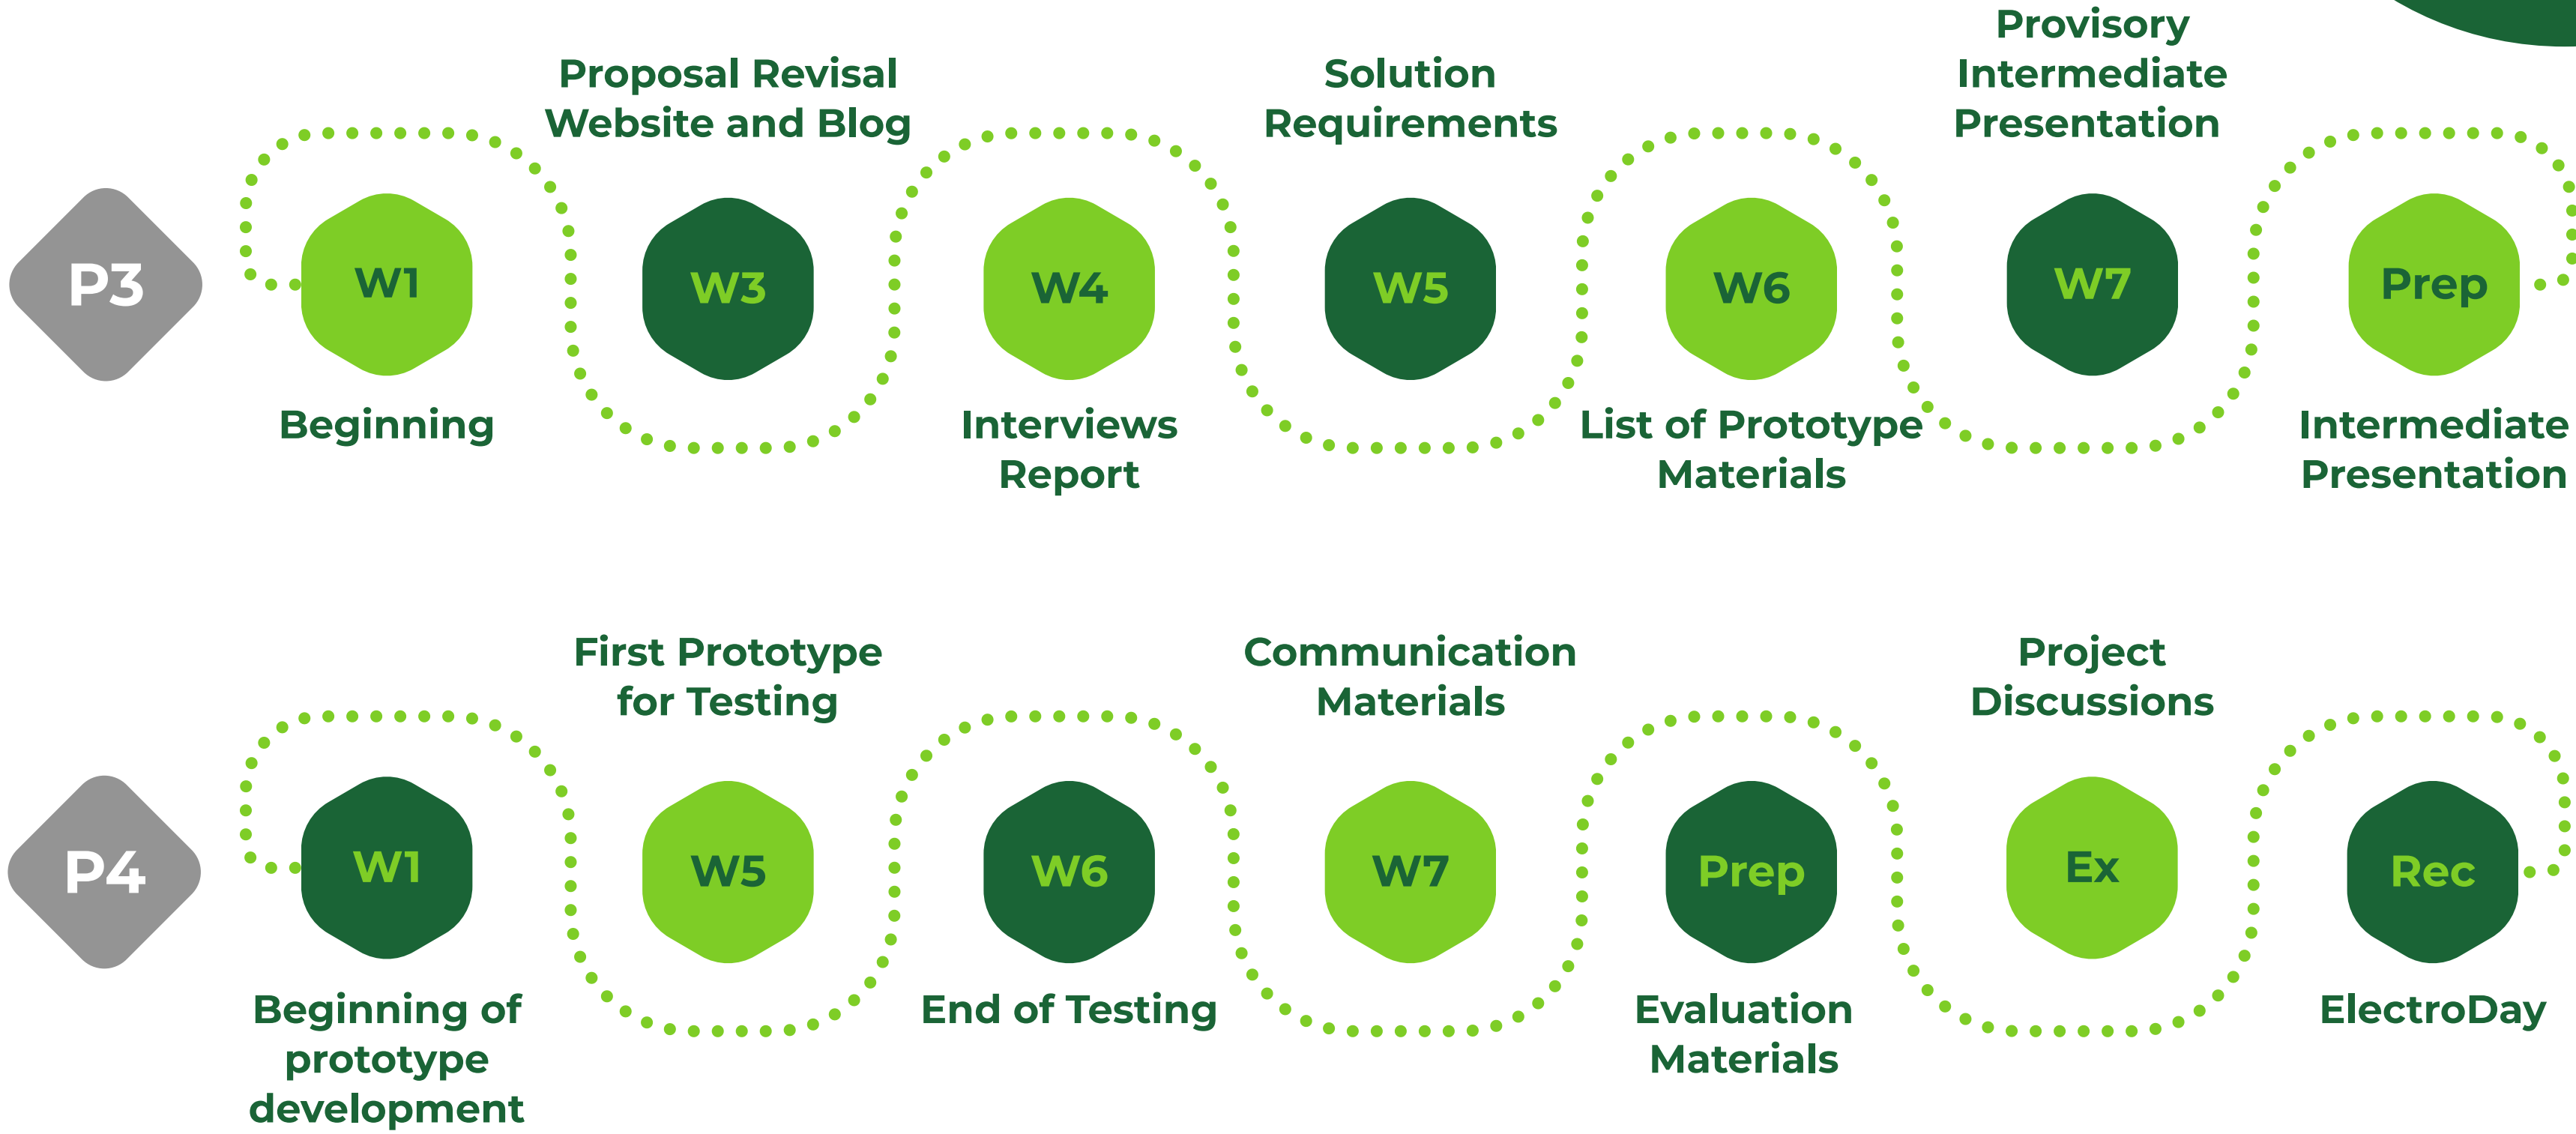 P3
W1
Beginning
Proposal Revisal
Website and Blog
W3
W4
Interviews
Report
Solution
Requirements
W5
W6
List of Prototype
Materials
Provisory
Intermediate
Presentation
W7
Prep
Intermediate
Presentation
P4
W1
Beginning of
prototype
development
First Prototype
for Testing
W5
W6
End of Testing
Communication
Materials
W7
Prep
Evaluation
Materials
Project
Discussions
Ex
Rec
ElectroDay